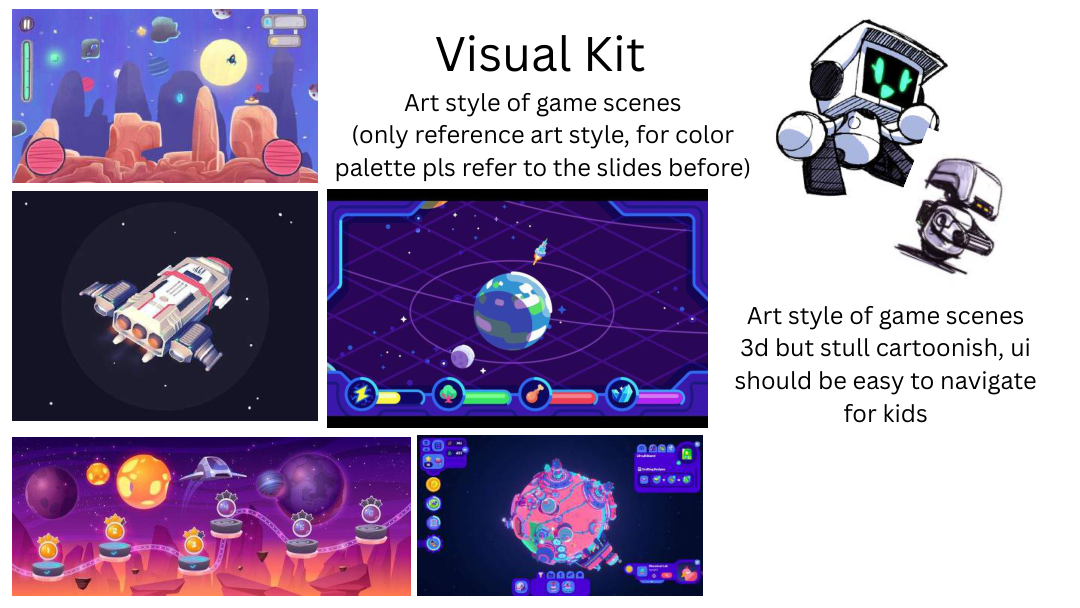 Visual Kit
Art style of game scenes
(only reference art style, for color
palette pls refer to the slides before)
Art style of game scenes
3d but stull cartoonish, ui
should be easy to navigate
for kids